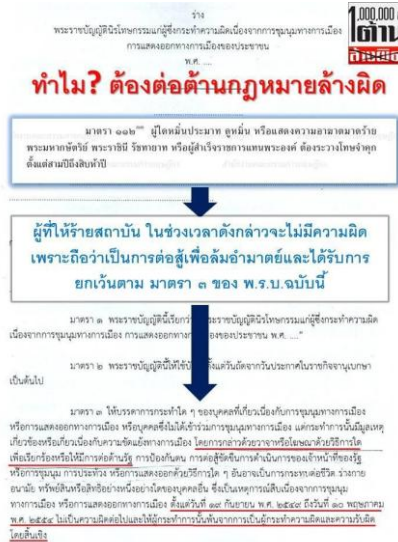 ร่าง
พระราชบัญญัตินิรโทษกรรมแก่ผู้ซึ่งกระทำความผิดเนื่องจากการชุมนุมทางการเมือง
การแสดงออกทางการเมืองของประชาชน
พ.ศ. ....
1,000,000
ต้าน
ล้างผิด
ทำไม? ต้องต่อต้านกฎหมายล้างผิด
มาตรา ๑๑๒ ผู้ใดหมิ่นประมาท ดูหมิ่น หรือแสดงความอาฆาตมาดร้าย
พระมหากษัตริย์ พระราชินี รัชทายาท หรือผู้สำเร็จราชการแทนพระองค์ ต้องระวางโทษจำคุก
ตั้งแต่สามปีถึงสิบห้าปี
ผู้ที่ให้ร้ายสถาบัน ในช่วงเวลาดังกล่าวจะไม่มีความผิด
เพราะถือว่าเป็นการต่อสู้เพื่อล้มอำมาตย์และได้รับการ
ยกเว้นตาม มาตรา ๓ ของ พ.ร.บ.ฉบับนี้
มาตรา ๑ พระราชบัญญัตินี้เรียกว่า พระราชบัญญัตินิรโทษกรรมแก่ผู้ซึ่งกระทำความผิด
เนื่องจากการชุมนุมทางการเมือง การแสดงออกทางการเมืองของประชาชน พ.ศ. ...."
มาตรา ๒ พระราชบัญญัตินี้ให้ใช้บังคับตั้งแต่วันถัดจากวันประกาศในราชกิจจานุเบกษา
เป็นต้นไป
มาตรา ๓ ให้บรรดาการกระทำใด ๆ ของบุคคลที่เกี่ยวเนื่องกับการชุมนุมทางการเมือง
หรือการแสดงออกทางการเมือง หรือบุคคลซึ่งไม่ได้เข้าร่วมการชุมนุมทางการเมือง แต่กระทำการนั้นมีมูลเหตุ
เกี่ยวข้องหรือเกี่ยวเนื่องกับความขัดแย้งทางการเมือง โดยการกล่าวด้วยวาจาหรือโฆษณาด้วยวิธีการใด
เพื่อเรียกร้องหรือให้มีการต่อต้านรัฐ การป้องกันตน การต่อสู้ขัดขืนการดำเนินการของเจ้าหน้าที่ของรัฐ
หรือการชุมนุม การประท้วง หรือการแสดงออกด้วยวิธีการใด ๆ อันอาจเป็นการกระทบต่อชีวิต ร่างกาย
อนามัย ทรัพย์สินหรือสิทธิอย่างหนึ่งอย่างใดของบุคคลอื่น ซึ่งเป็นเหตุการณ์สืบเนื่องจากการชุมนุม
ทางการเมือง หรือการแสดงออกทางการเมือง ตั้งแต่วันที่ ๑๙ กันยายน พ.ศ. ๒๕๔๙ ถึงวันที่ ๑๐ พฤษภาคม
พ.ศ. ๒๕๕๔ ไม่เป็นความผิดต่อไปและให้ผู้กระทำการนั้นพ้นจากการเป็นผู้กระทำความผิดและความรับผิด
โดยสิ้นเชิง